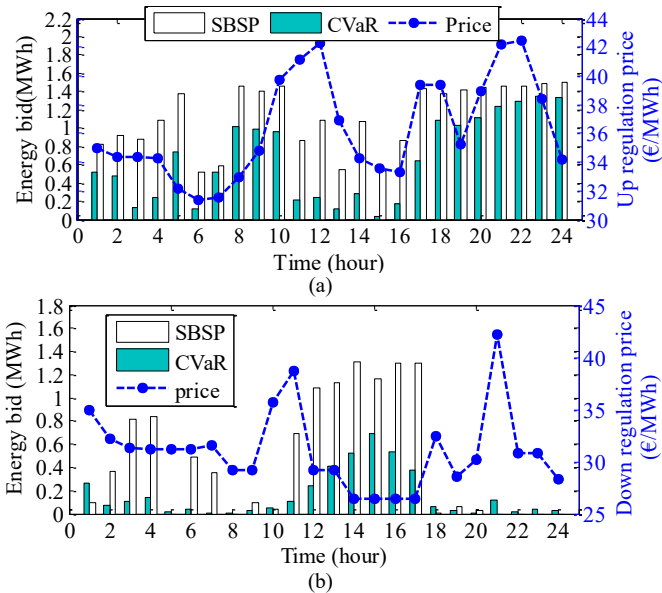 SBSP CVaR Price
2.2
2
1.8
1.6
1.4
1.2
1
0.8
0.6
0.4
0.2
0
Energy bid(MWh)
44
42
40
38
36
34
32
30
Up regulation price
(€/MWh)
0 2 4 6 8 10 12 14 16 18 20 22 24
Time (hour)
(a)
1.8
1.6
1.4
1.2
1
0.8
0.6
0.4
0.2
0
Energy bid (MWh)
SBSP
CVaR
price
45
40
35
30
25
Down regulation price
(€/MWh)
0 2 4 6 8 10 12 14 16 18 20 22 24
Time (hour)
(b)